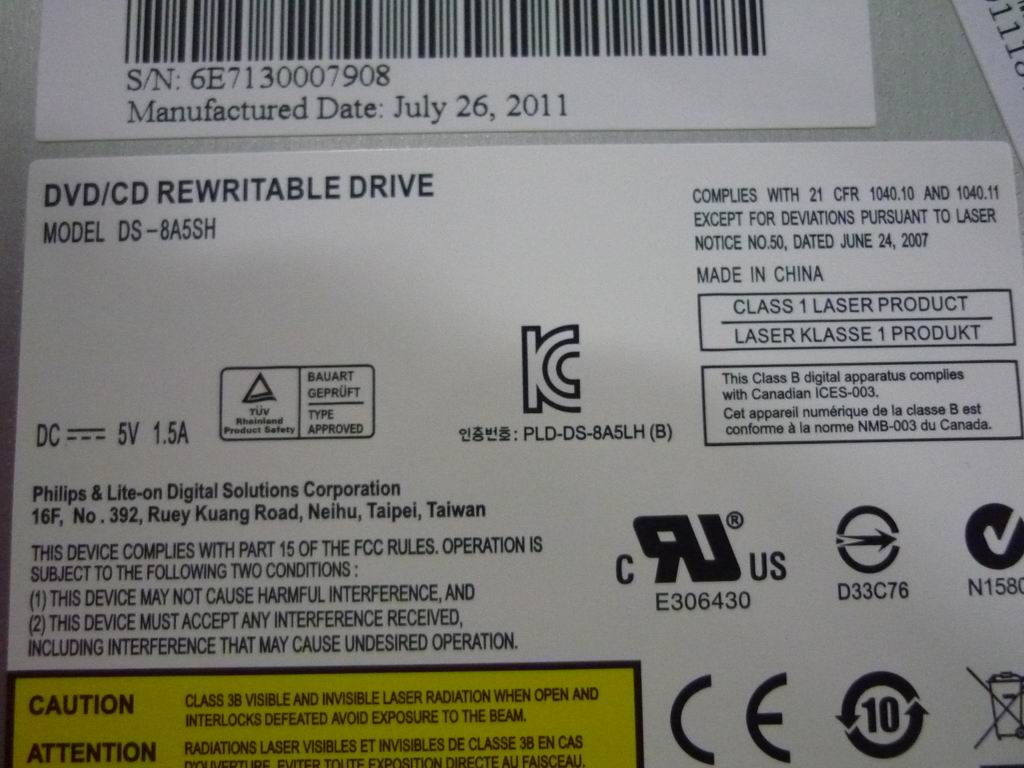 S/N: 6E7130007908
Manufactured Date: July 26, 2011
DVD/CD REWRITABLE DRIVE
MODEL DS-8A5SH
COMPLIES WITH 21 CFR 1040.10 AND 1040.11
EXCEPT FOR DEVIATIONS PURSUANT TO LASER
NOTICE NO.50, DATED JUNE 24, 2007
MADE IN CHINA
CLASS 1 LASER PRODUCT
LASER KLASSE 1 PRODUKT
This Class B digital apparatus complies
with Canadian ICES-003.
Cet appareil numérique de la classe B est
conforme à la norme NMB-003 du Canada.
TÜV
Rheinland
Product Safety
BAUART
GEPRÜFT
TYPE
APPROVED
DC 5V 1.5A
KC
인증번호: PLD-DS-8A5LH (B)
Philips & Lite-on Digital Solutions Corporation
16F, No. 392, Ruey Kuang Road, Neihu, Taipei, Taiwan
THIS DEVICE COMPLIES WITH PART 15 OF THE FCC RULES. OPERATION IS
SUBJECT TO THE FOLLOWING TWO CONDITIONS :
(1) THIS DEVICE MAY NOT CAUSE HARMFUL INTERFERENCE, AND
(2) THIS DEVICE MUST ACCEPT ANY INTERFERENCE RECEIVED,
INCLUDING INTERFERENCE THAT MAY CAUSE UNDESIRED OPERATION.
C RU® US
E306430
D33C76
CE
10
CAUTION
CLASS 3B VISIBLE AND INVISIBLE LASER RADIATION WHEN OPEN AND
INTERLOCKS DEFEATED AVOID EXPOSURE TO THE BEAM.
ATTENTION
RADIATIONS LASER VISIBLES ET INVISIBLES DE CLASSE 3B EN CAS
D'OUVERTURE. EVITER TOUTE EXPOSITION DIRECTE AU FAISCEAU.